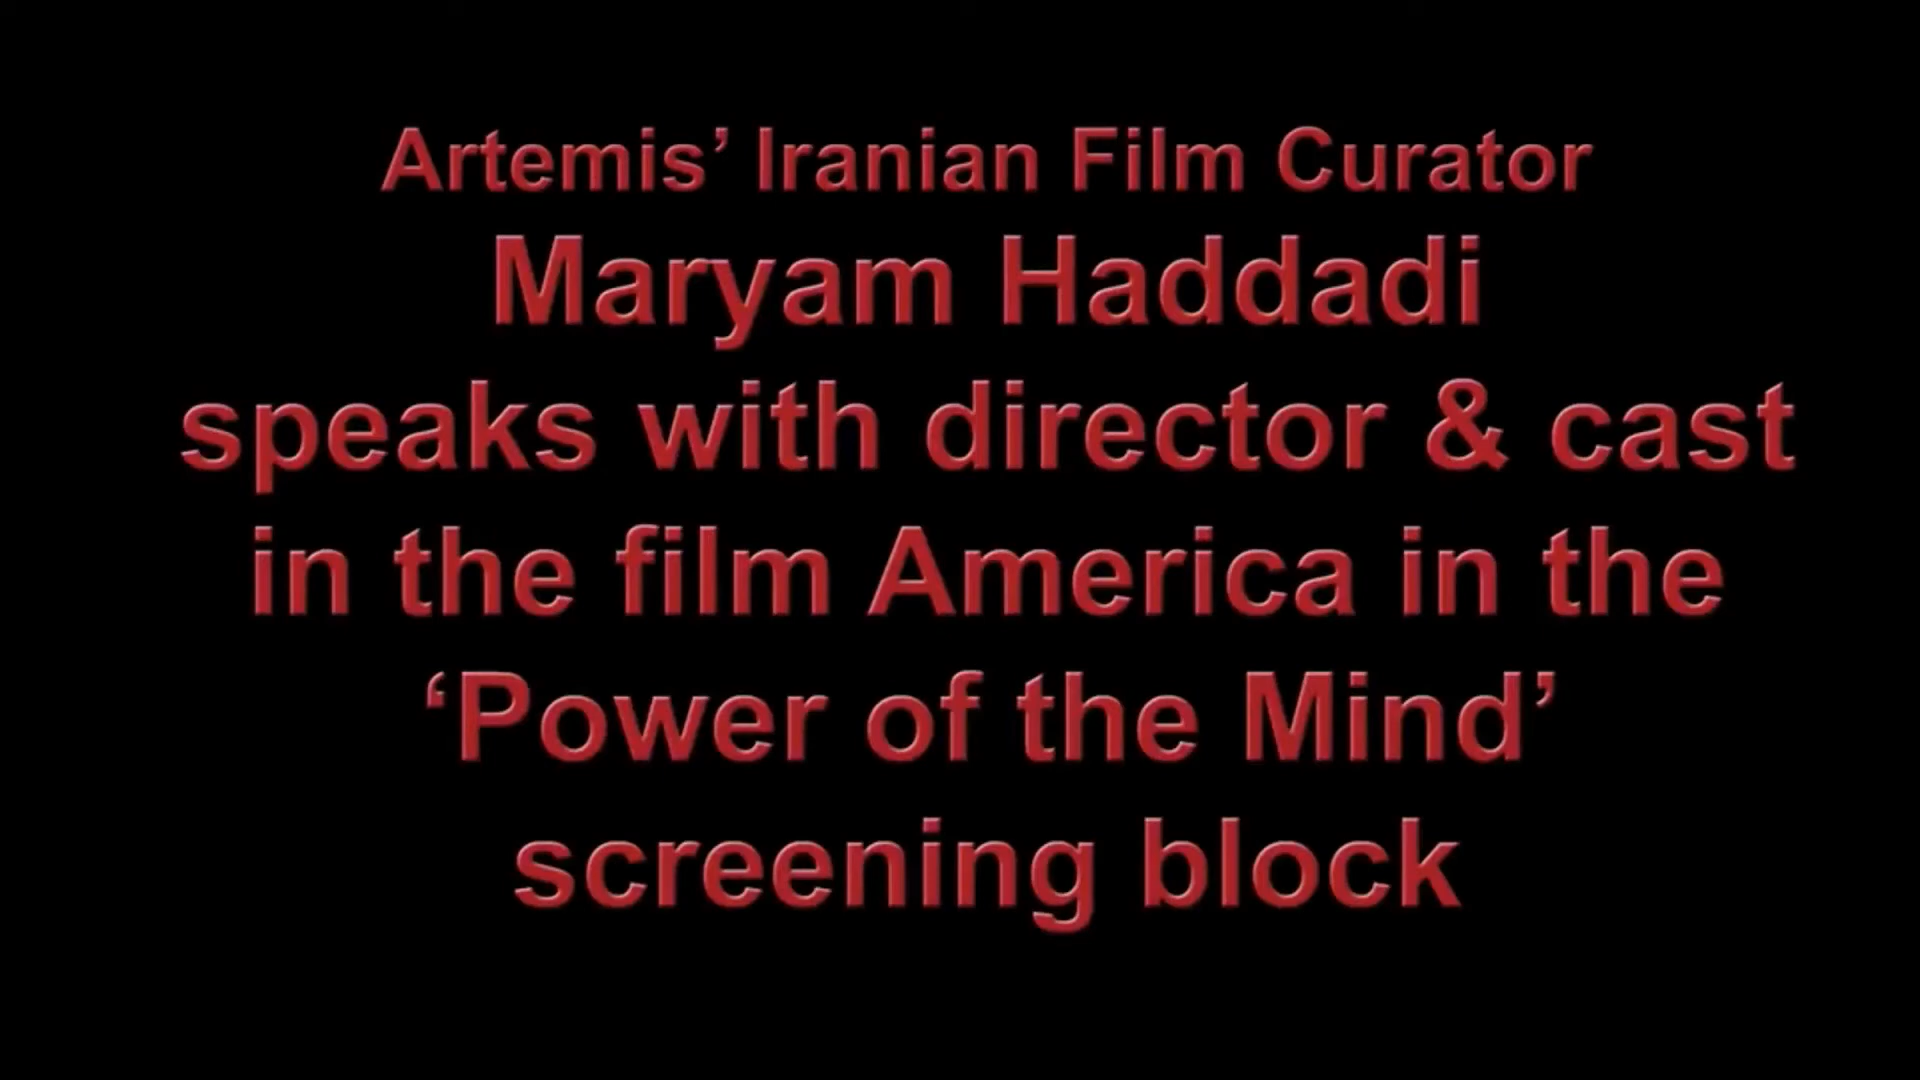 Artemis’ Iranian Film Curator
Maryam Haddadi
speaks with director & cast
in the film America in the
‘Power of the Mind’
screening block